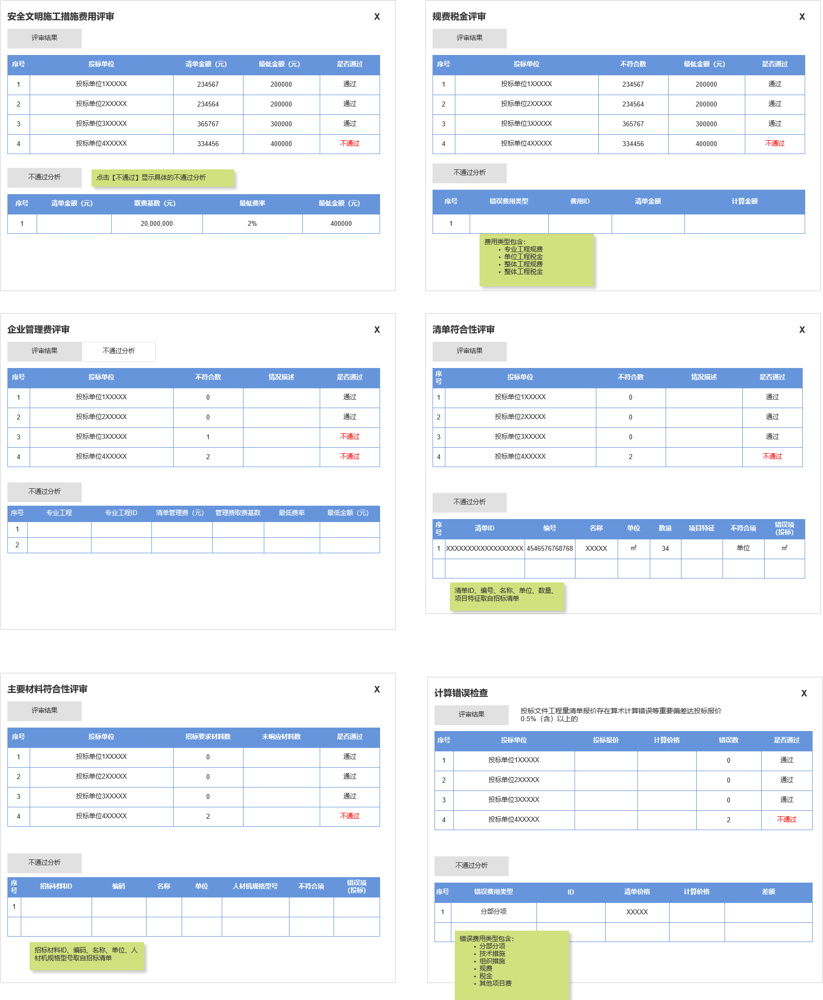 安全文明施工措施费用评审 X
评审结果
序号 投标单位 清单金额（元） 最低金额（元） 是否通过
1 投标单位1XXXXX 234567 200000 通过
2 投标单位2XXXXX 234564 200000 通过
3 投标单位3XXXXX 365767 300000 通过
4 投标单位4XXXXX 334456 400000 不通过
不通过分析
点击【不通过】显示具体的不通过分析
序号 清单金额（元） 取费基数（元） 最低费率 最低金额（元）
1 20,000,000 2% 400000
规费税金评审 X
评审结果
序号 投标单位 不符合数 最低金额（元） 是否通过
1 投标单位1XXXXX 234567 200000 通过
2 投标单位2XXXXX 234564 200000 通过
3 投标单位3XXXXX 365767 300000 通过
4 投标单位4XXXXX 334456 400000 不通过
不通过分析
序号 错误费用类型 费用ID 清单金额 计算金额
1
费用类型包含：
• 专业工程规费
• 单位工程税金
• 整体工程规费
• 整体工程税金
企业管理费评审 X
评审结果 不通过分析
序号 投标单位 不符合数 情况描述 是否通过
1 投标单位1XXXXX 0 通过
2 投标单位2XXXXX 0 通过
3 投标单位3XXXXX 1 不通过
4 投标单位4XXXXX 2 不通过
不通过分析
序号 专业工程 专业工程ID 清单管理费（元） 管理费取费基数 最低费率 最低金额（元）
1
2
清单符合性评审 X
评审结果
序号 投标单位 不符合数 情况描述 是否通过
1 投标单位1XXXXX 0 通过
2 投标单位2XXXXX 0 通过
3 投标单位3XXXXX 0 通过
4 投标单位4XXXXX 2 不通过
不通过分析
序号 清单ID 编号 名称 单位 数量 项目特征 不符合项 错误项（投标）
1 XXXXXXXXXXXXXXXXXX 4546576768768 XXXXX ㎡ 34 单位 ㎡
清单ID、编号、名称、单位、数量、
项目特征取自招标清单
主要材料符合性评审 X
评审结果
序号 投标单位 招标要求材料数 未响应材料数 是否通过
1 投标单位1XXXXX 0 通过
2 投标单位2XXXXX 0 通过
3 投标单位3XXXXX 0 通过
4 投标单位4XXXXX 2 不通过
不通过分析
序号 招标材料ID 编码 名称 单位 人材机规格型号 不符合项 错误项（投标）
1
招标材料ID、编码、名称、单位、人
材机规格型号取自招标清单
计算错误检查 X
评审结果
投标文件工程量清单报价存在算术计算错误等重要偏差达投标报价
0.5%（含）以上的
序号 投标单位 投标报价 计算价格 错误数 是否通过
1 投标单位1XXXXX 0 通过
2 投标单位2XXXXX 0 通过
3 投标单位3XXXXX 0 通过
4 投标单位4XXXXX 2 不通过
不通过分析
序号 错误费用类型 ID 清单价格 计算价格 差额
1 分部分项 XXXXX
错误费用类型包含：
• 分部分项
• 技术措施
• 组织措施
• 规费
• 税金
• 其他项目费